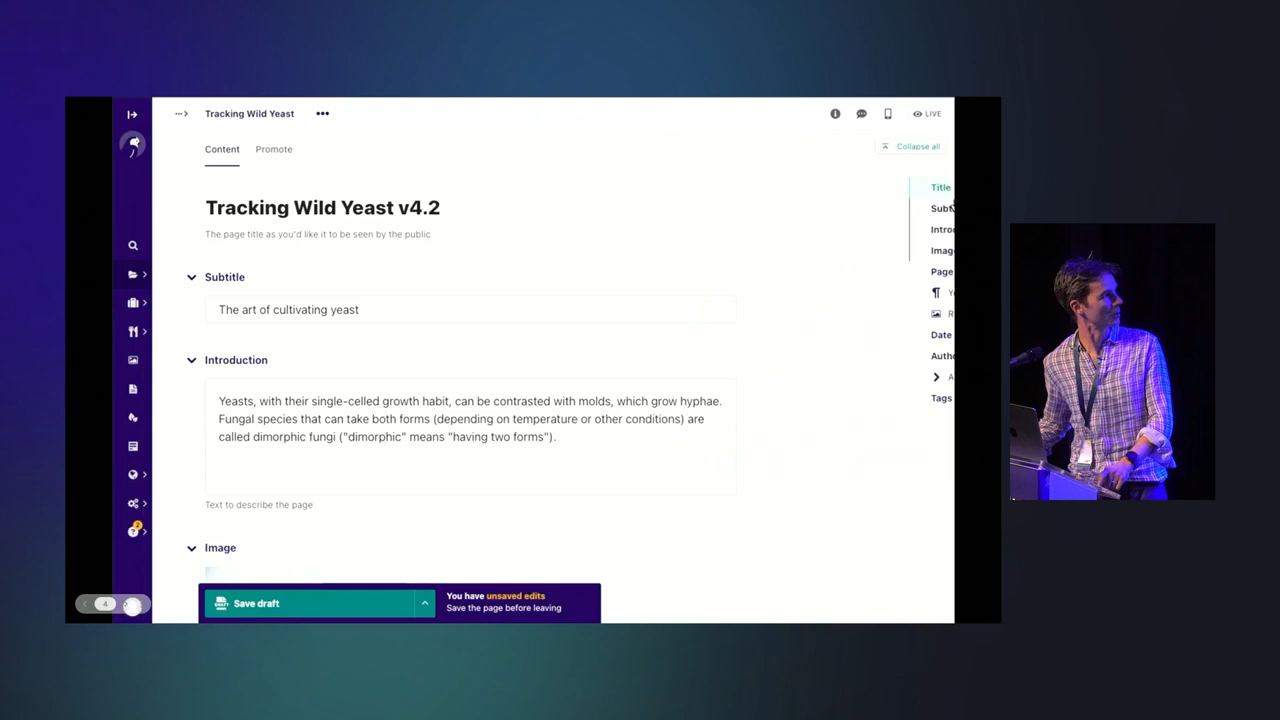 Tracking Wild Yeast
LIVE
Content
Promote
Collapse all
Tracking Wild Yeast v4.2
The page title as you'd like it to be seen by the public
Subtitle
The art of cultivating yeast
Introduction
Yeasts, with their single-celled growth habit, can be contrasted with molds, which grow hyphae.
Fungal species that can take both forms (depending on temperature or other conditions) are
called dimorphic fungi ("dimorphic" means "having two forms").
Text to describe the page
Image
DRAFT
Save draft
You have unsaved edits
Save the page before leaving
Title
Page
Date
Tags
2
4